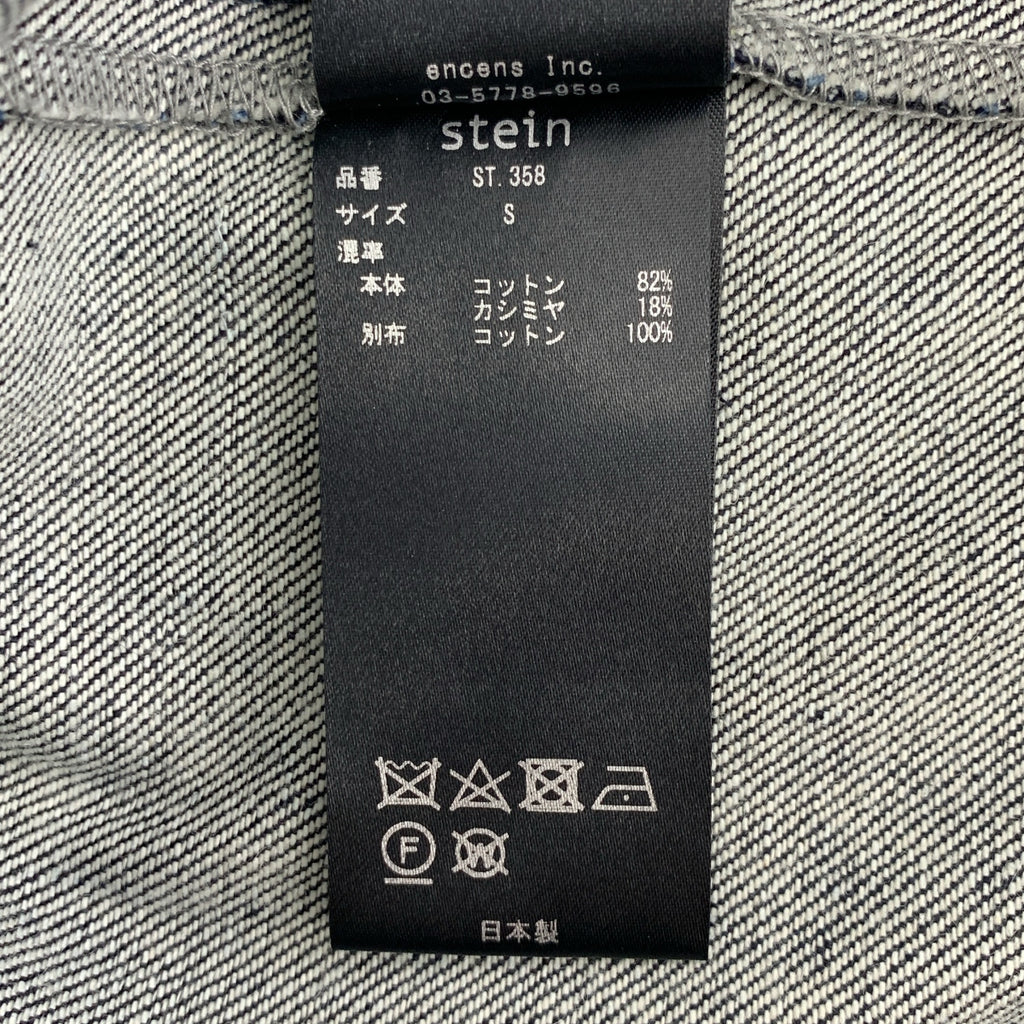 encens Inc.
03-5778-9596
stein
品番 ST.358
サイズ S
混率
本体 コットン 82%
カシミヤ 18%
別布 コットン 100%
F W
日本製